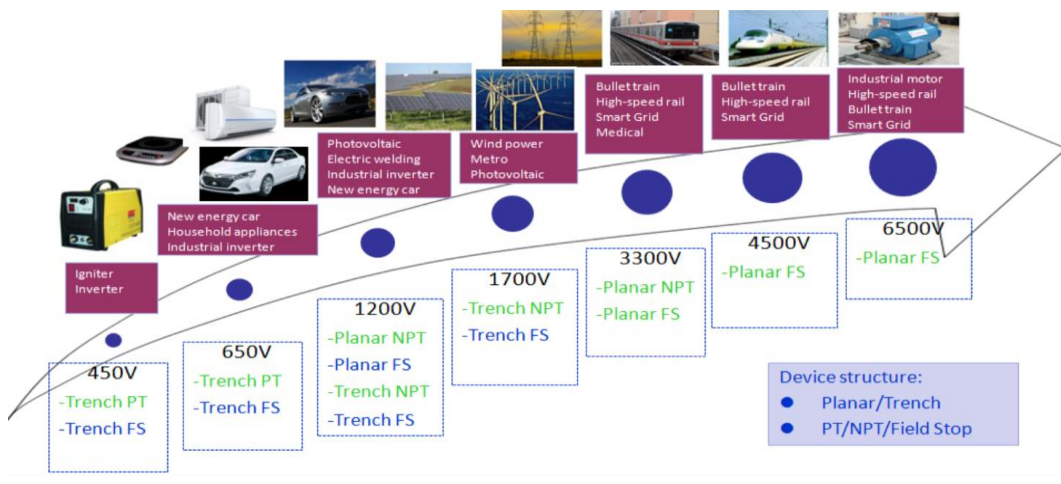 Igniter
Inverter
450V
-Trench PT
-Trench FS
New energy car
Household appliances
Industrial inverter
650V
-Trench PT
-Trench FS
Photovoltaic
Electric welding
Industrial inverter
New energy car
1200V
-Planar NPT
-Planar FS
-Trench NPT
-Trench FS
Wind power
Metro
Photovoltaic
1700V
-Trench NPT
-Trench FS
Bullet train
High-speed rail
Smart Grid
Medical
3300V
-Planar NPT
-Planar FS
Bullet train
High-speed rail
Smart Grid
4500V
-Planar FS
Industrial motor
High-speed rail
Bullet train
Smart Grid
6500V
-Planar FS
Device structure:
Planar/Trench
PT/NPT/Field Stop